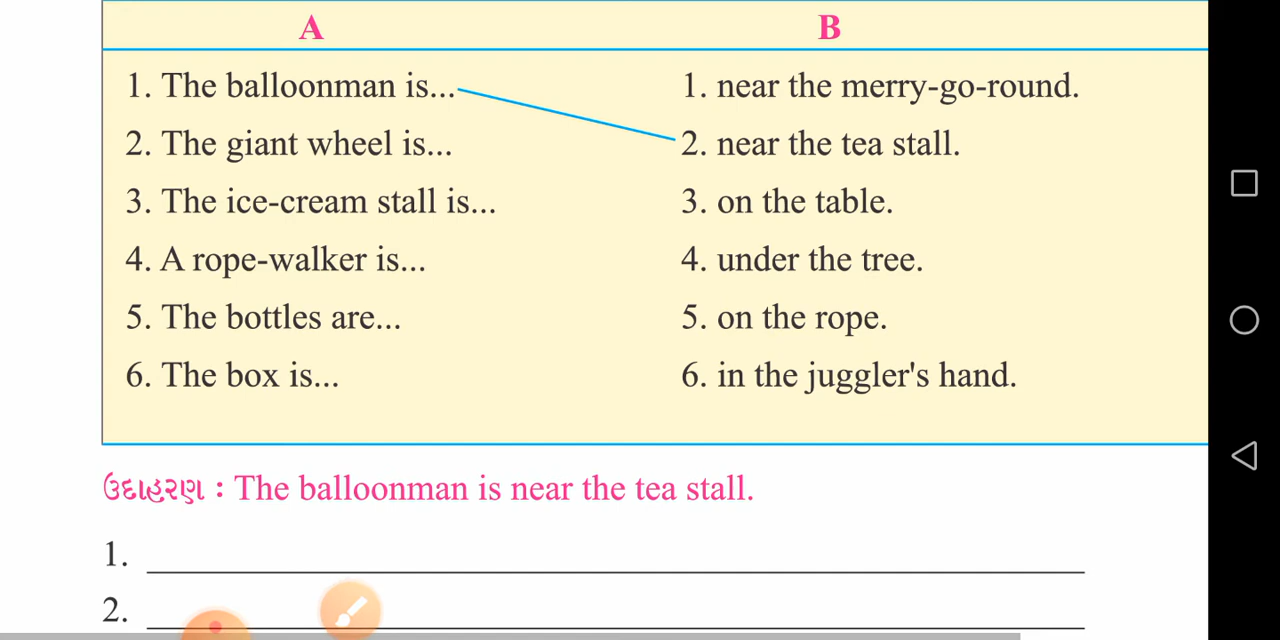 A B
1. The balloonman is... 1. near the merry-go-round.
2. The giant wheel is... 2. near the tea stall.
3. The ice-cream stall is... 3. on the table.
4. A rope-walker is... 4. under the tree.
5. The bottles are... 5. on the rope.
6. The box is... 6. in the juggler's hand.
ઉદાહરણ : The balloonman is near the tea stall.
1.
2.